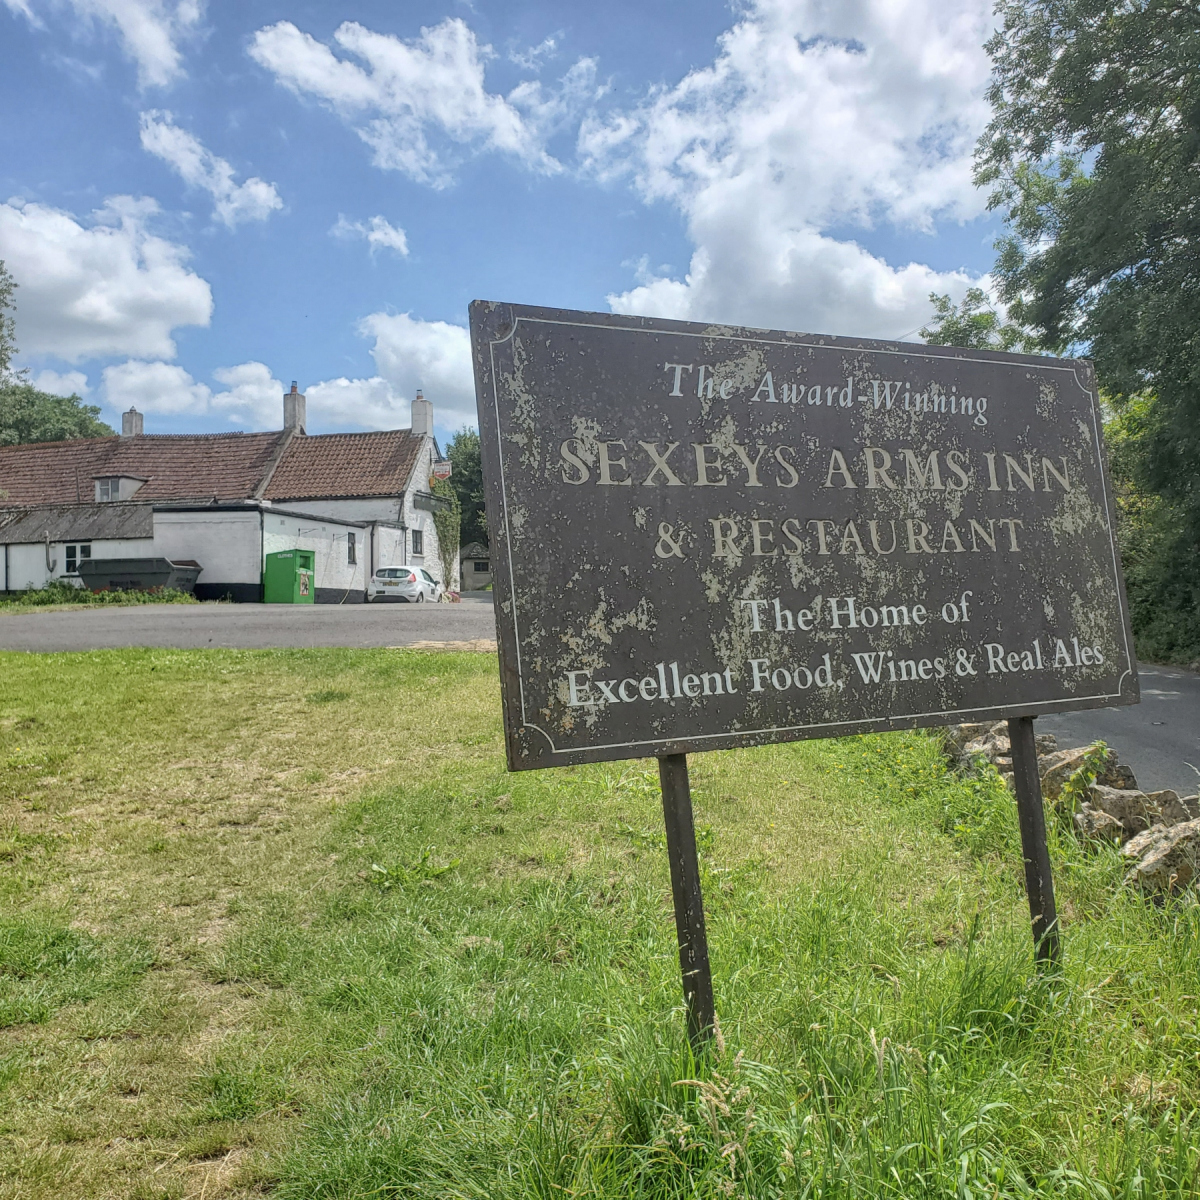 The Award-Winning
SEXEYS ARMS INN
& RESTAURANT
The Home of
Excellent Food, Wines & Real Ales